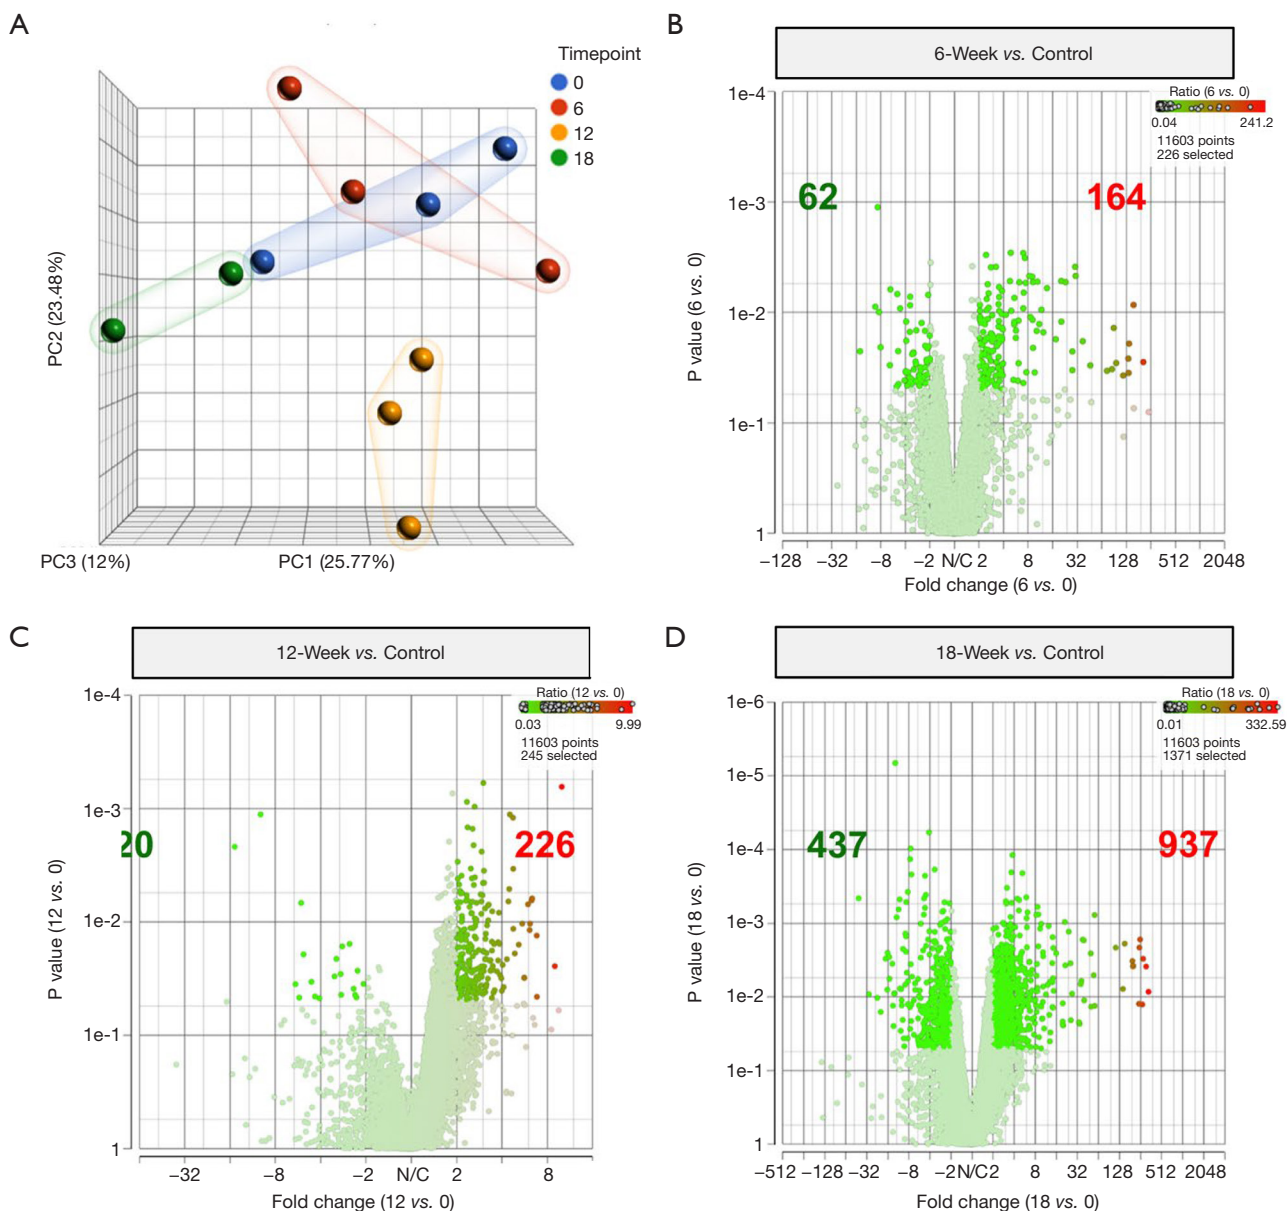 A
Timepoint
0
6
12
18
PC2 (23.48%)
PC3 (12%)
PC1 (25.77%)
B
6-Week vs. Control
Ratio (6 vs. 0)
0.04 241.2
11603 points
226 selected
62 164
P value (6 vs. 0)
1e-4
1e-3
1e-2
1e-1
1
−128 −32 −8 −2 N/C 2 8 32 128 512 2048
Fold change (6 vs. 0)
C
12-Week vs. Control
Ratio (12 vs. 0)
0.03 9.99
11603 points
245 selected
20 226
P value (12 vs. 0)
1e-4
1e-3
1e-2
1e-1
1
−32 −8 −2 N/C 2 8
Fold change (12 vs. 0)
D
18-Week vs. Control
Ratio (18 vs. 0)
0.01 332.59
11603 points
1371 selected
437 937
P value (18 vs. 0)
1e-6
1e-5
1e-4
1e-3
1e-2
1e-1
1
−512 −128 −32 −8 −2 N/C 2 8 32 128 512 2048
Fold change (18 vs. 0)